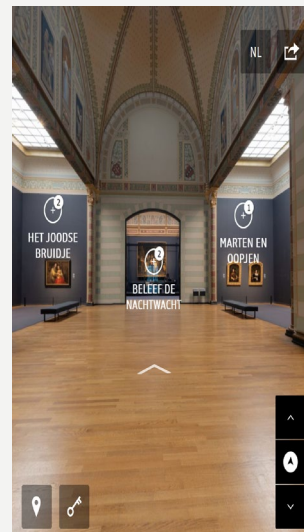 NL
2
HET JOODSE
BRUIDJE
1
MARTEN EN
OOPJEN
2
BELEEF DE
NACHTWACHT